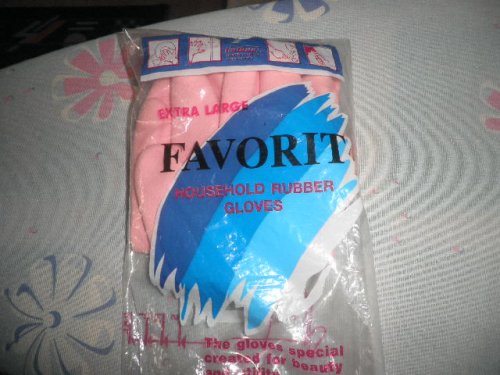 EXTRA LARGE
FAVORIT
HOUSEHOLD RUBBER
GLOVES
The gloves special
created for beauty